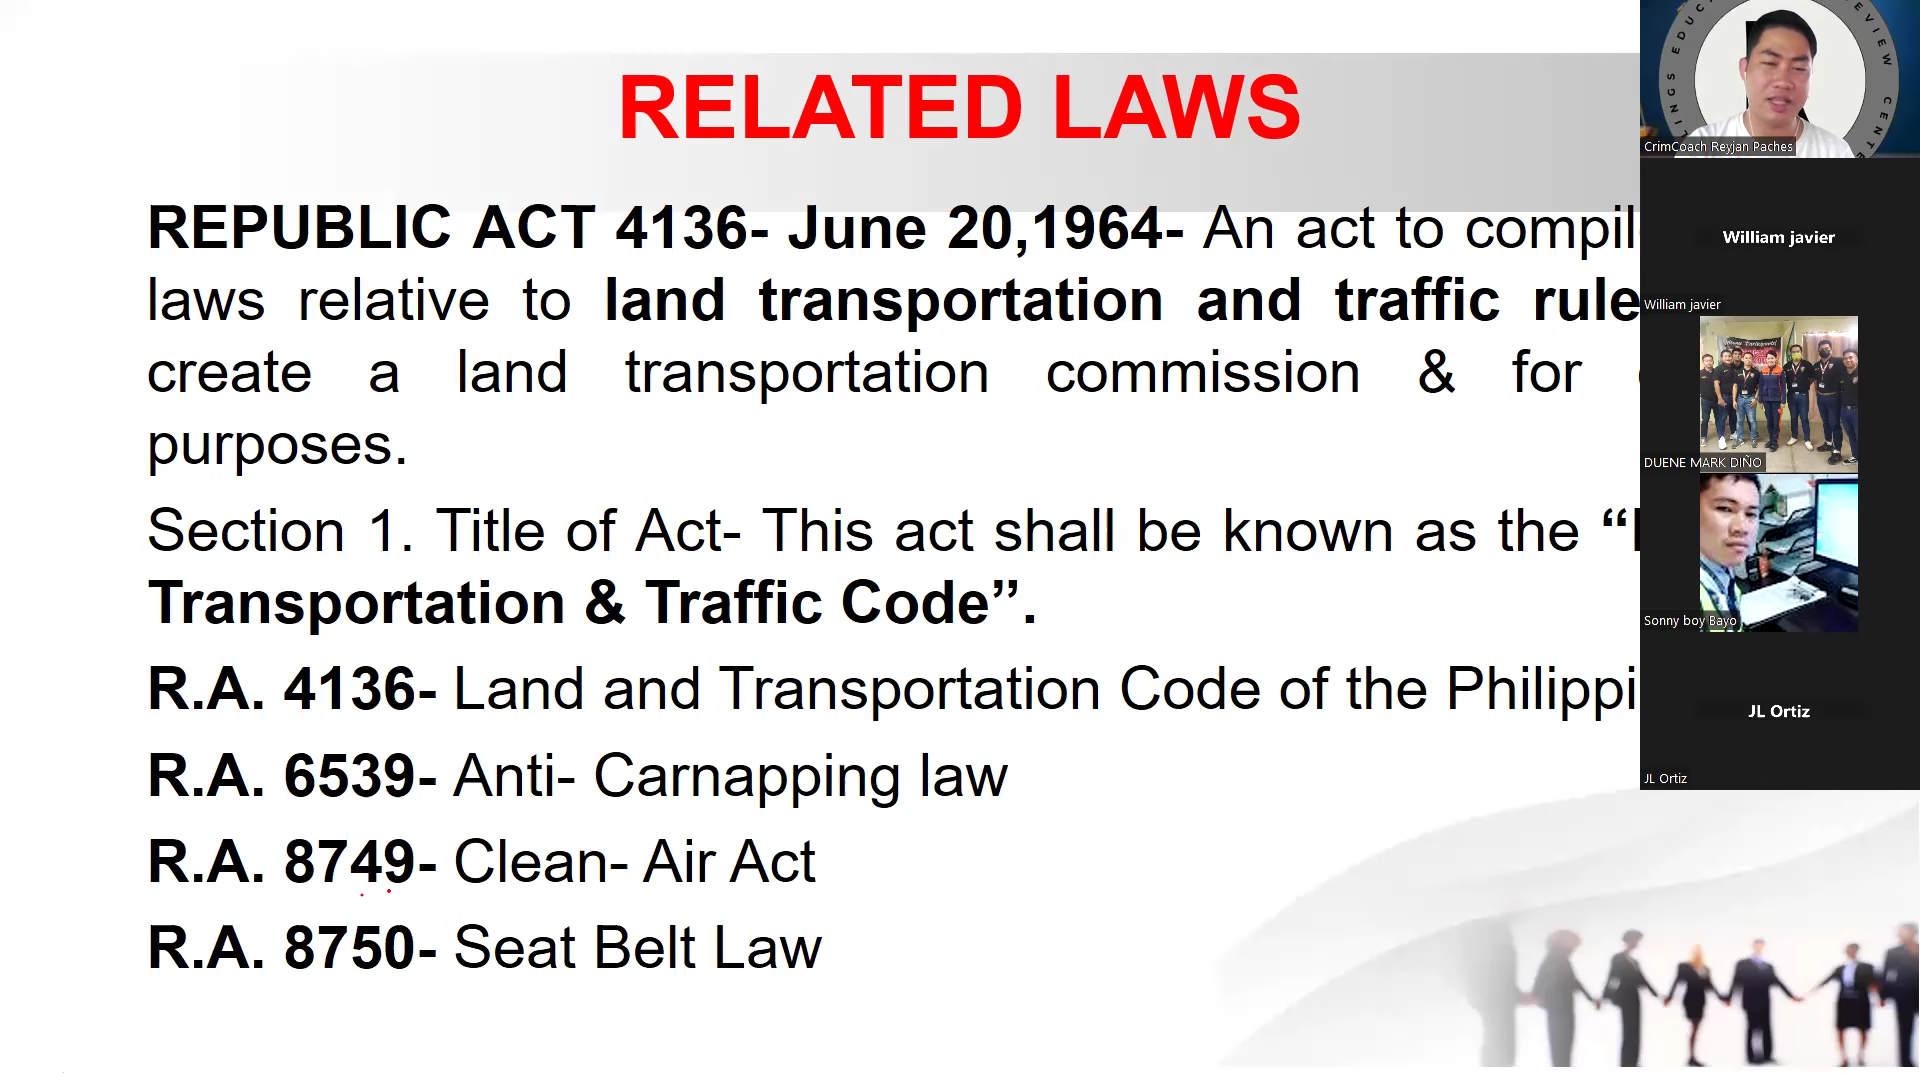 RELATED LAWS
REPUBLIC ACT 4136- June 20,1964- An act to
laws relative to land transportation and traffic
create a land transportation commission & for
purposes.
Section 1. Title of Act- This act shall be known as the “
Transportation & Traffic Code”.
R.A. 4136- Land and Transportation Code of the
R.A. 6539- Anti- Carnapping law
R.A. 8749- Clean- Air Act
R.A. 8750- Seat Belt Law
CrimCoach Reyjan Paches
William javier
William javier
DUENE MARK DIÑO
Sonny boy Bayo
JL Ortiz
JL Ortiz